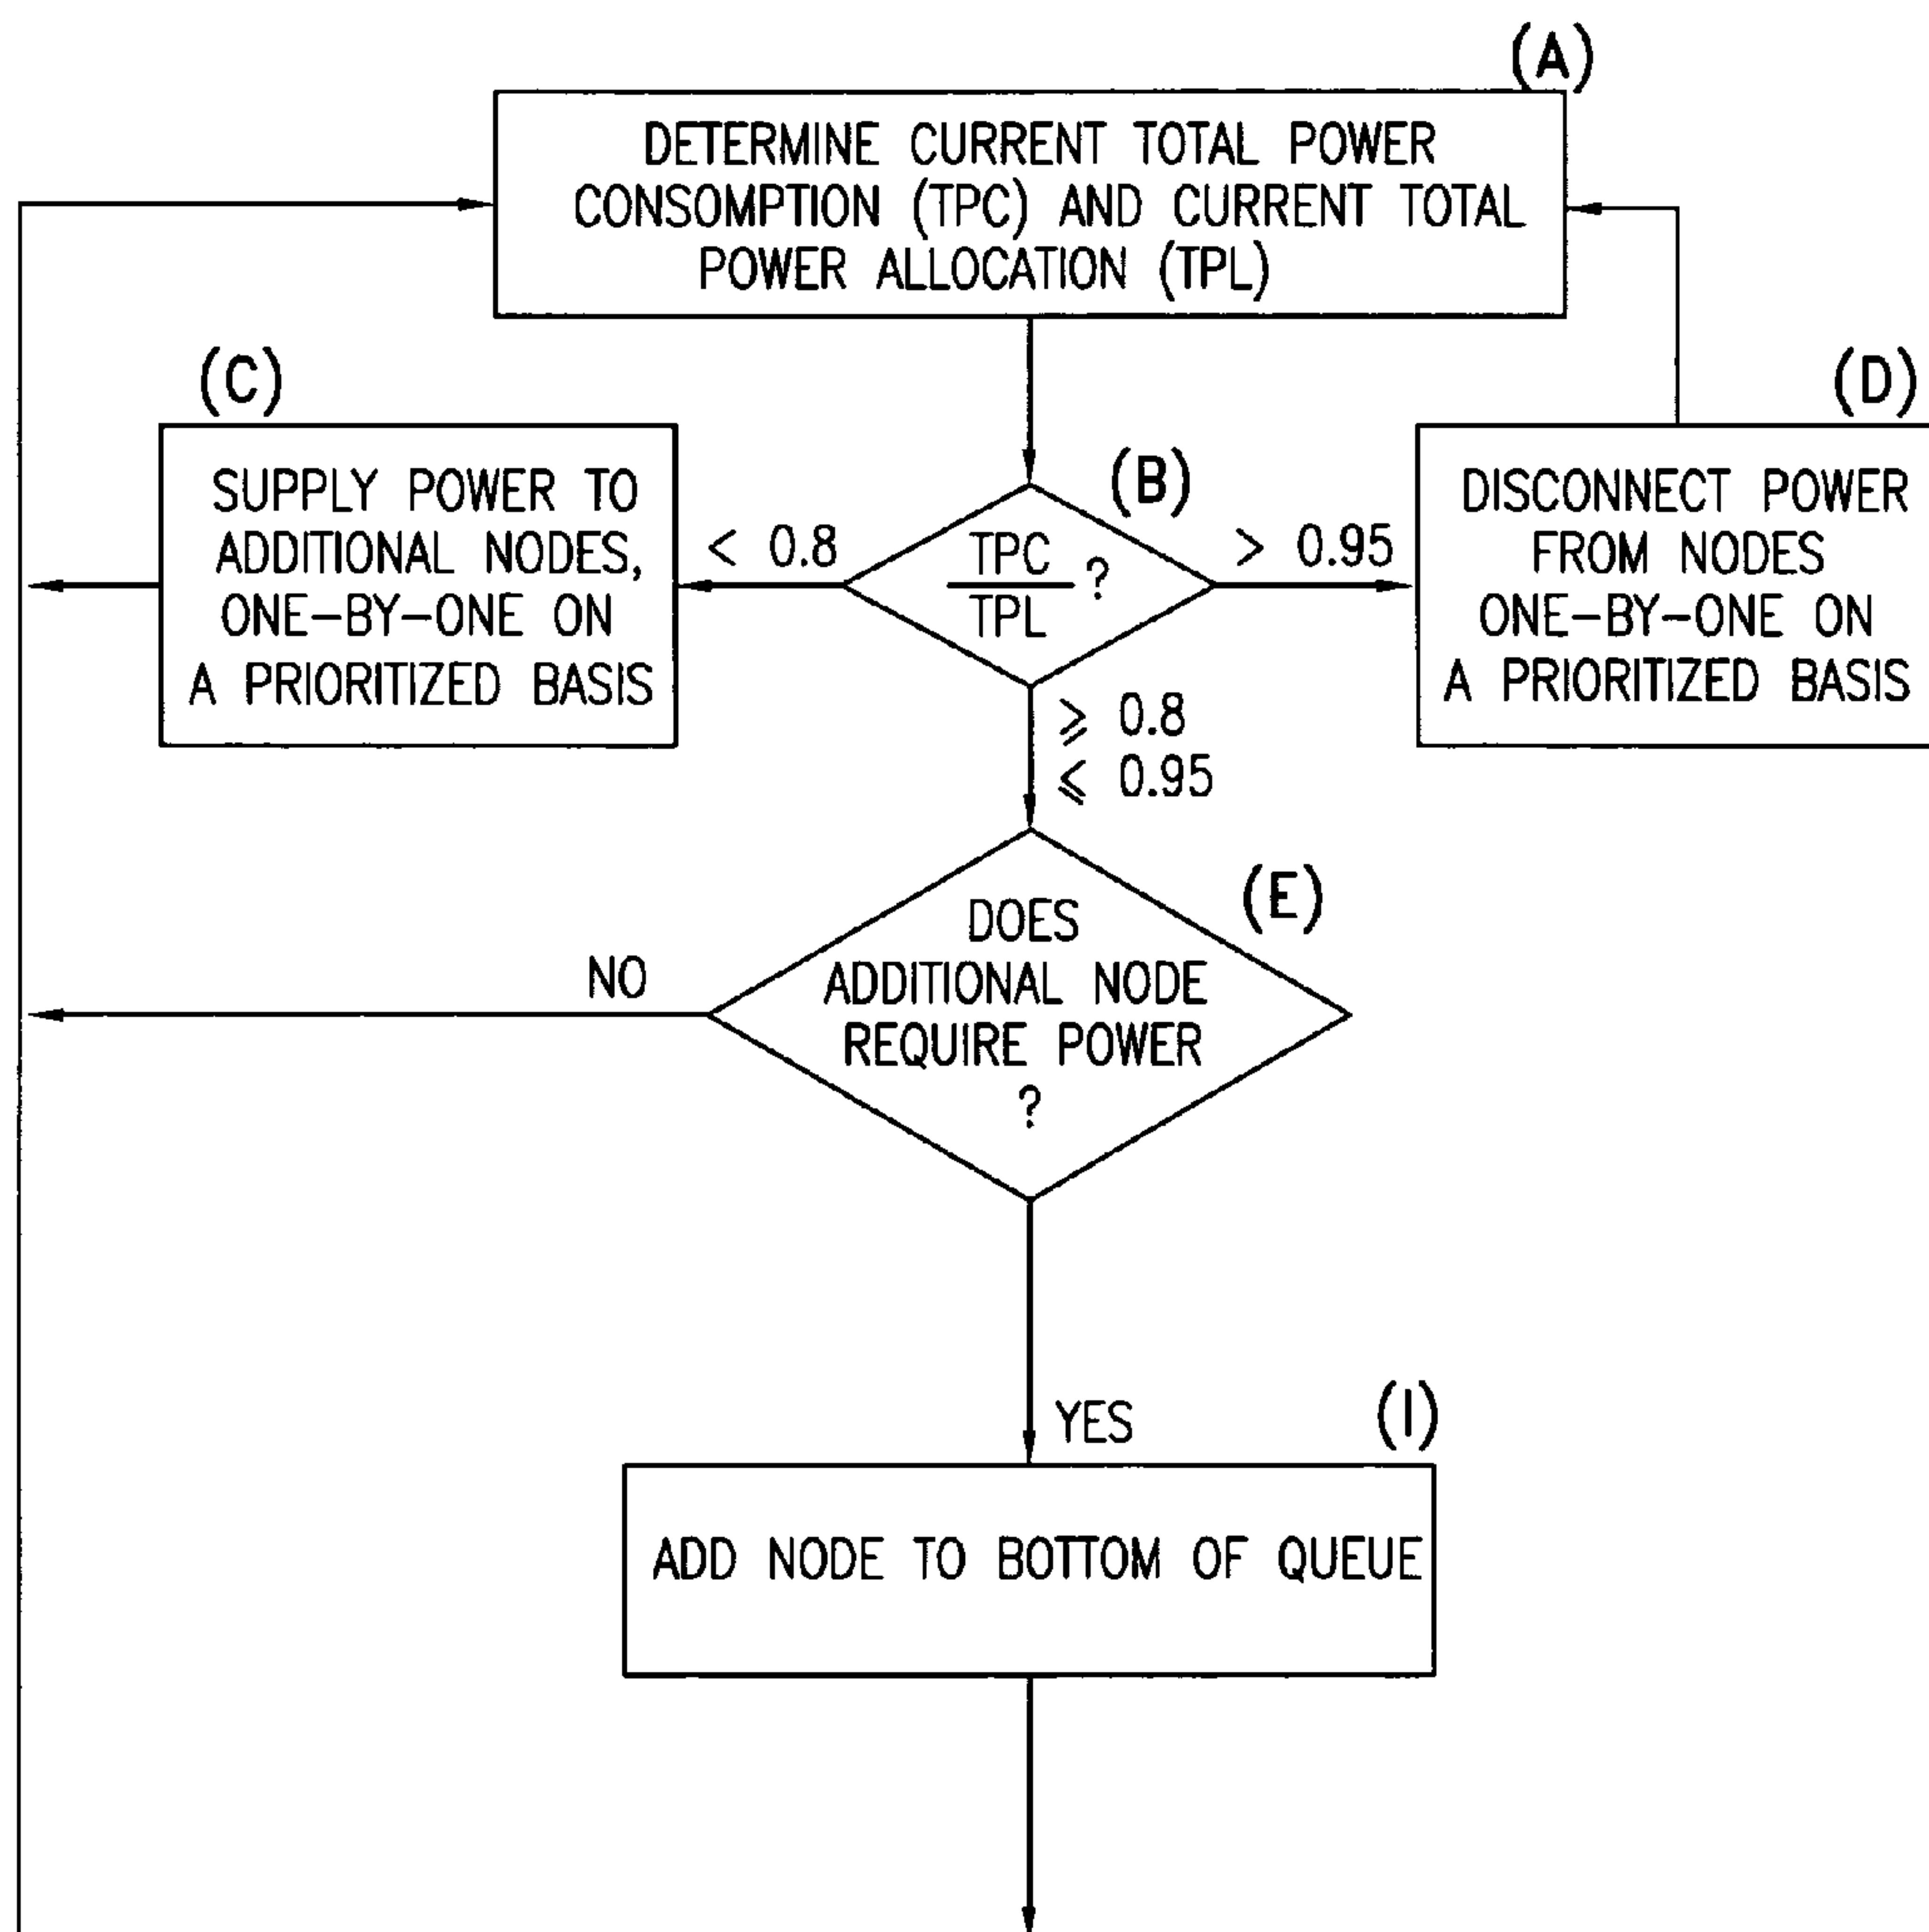 (A)
DETERMINE CURRENT TOTAL POWER
CONSOMPTION (TPC) AND CURRENT TOTAL
POWER ALLOCATION (TPL)
(C)
SUPPLY POWER TO
ADDITIONAL NODES,
ONE-BY-ONE ON
A PRIORITIZED BASIS
< 0.8
(B)
TPC
?
TPL
> 0.95
(D)
DISCONNECT POWER
FROM NODES
ONE-BY-ONE ON
A PRIORITIZED BASIS
⩾ 0.8
⩽ 0.95
(E)
DOES
ADDITIONAL NODE
REQUIRE POWER
?
NO
YES
(I)
ADD NODE TO BOTTOM OF QUEUE